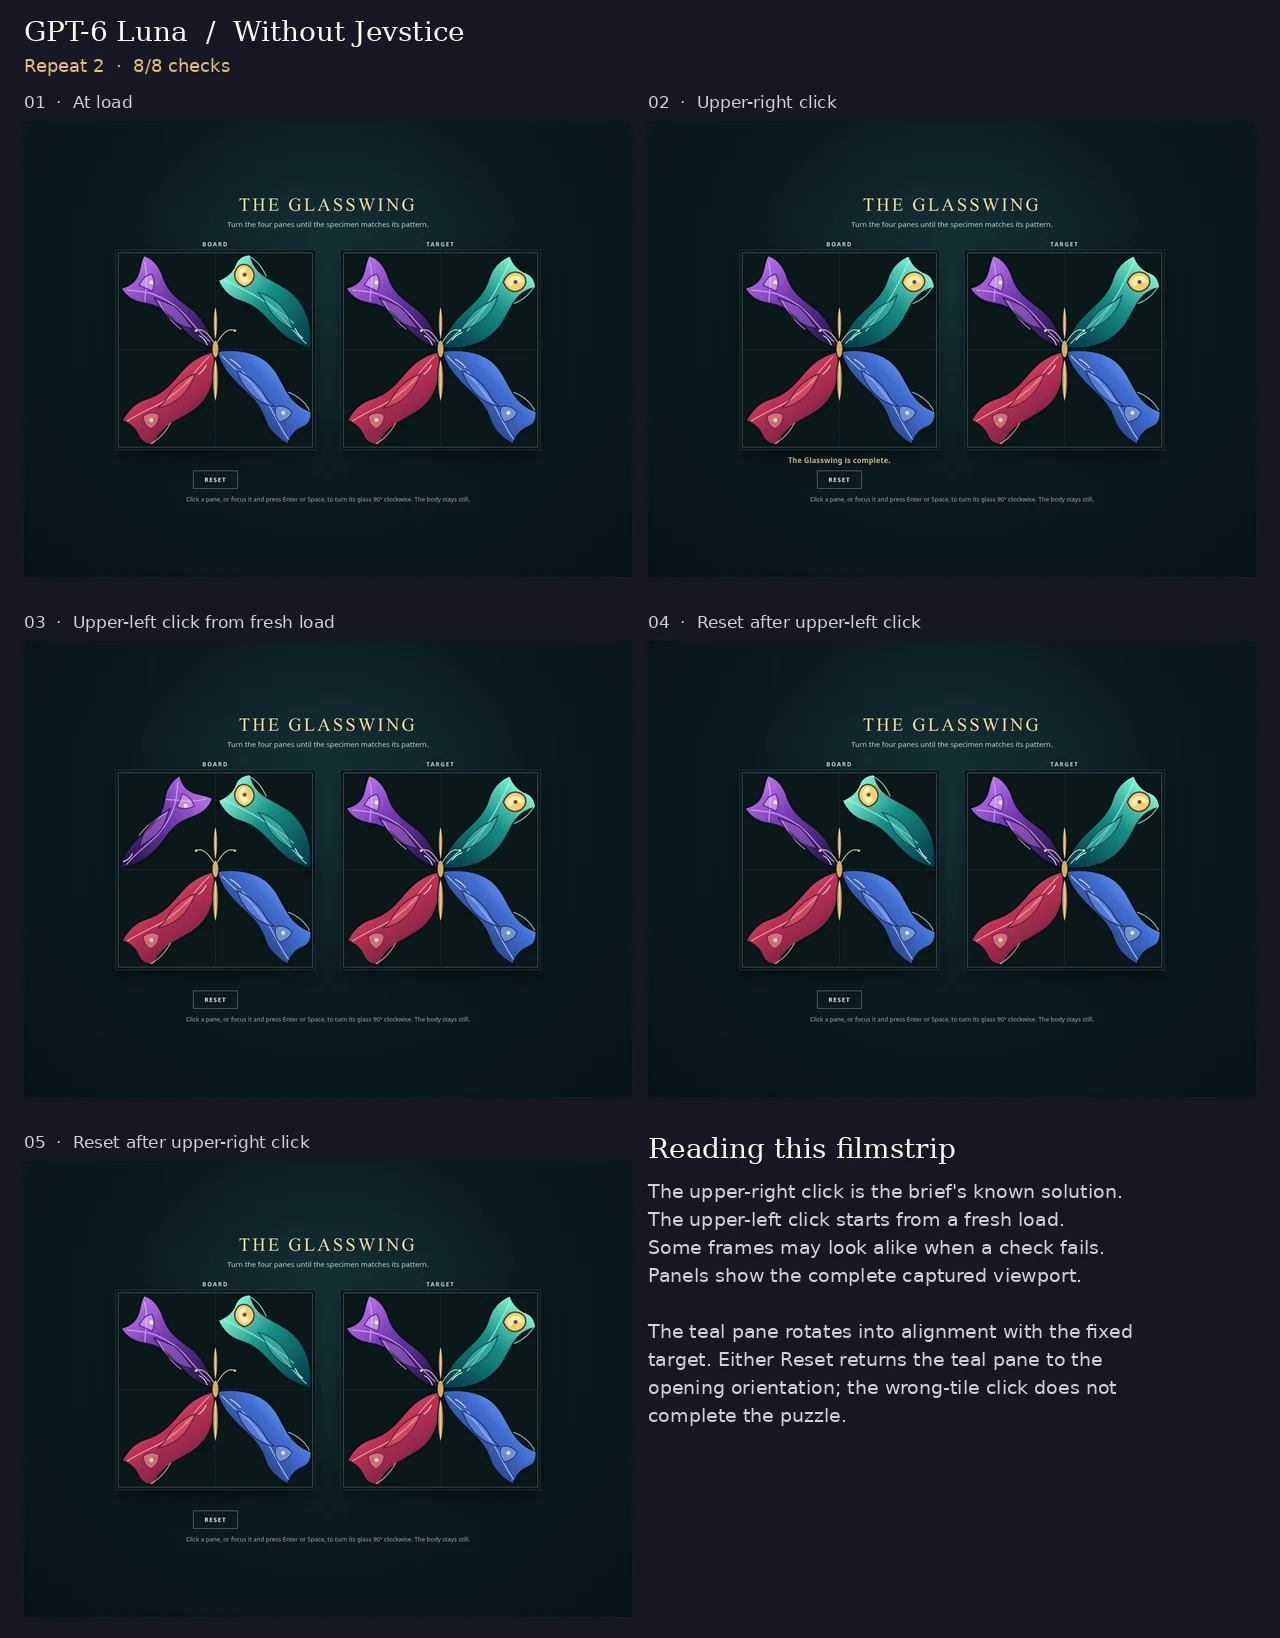 GPT-6 Luna / Without Jevstice
Repeat 2 · 8/8 checks
01 · At load
THE GLASSWING
Turn the four panes until the specimen matches its pattern.
BOARD
TARGET
RESET
Click a pane, or focus it and press Enter or Space, to turn its glass 90° clockwise. The body stays still.
02 · Upper-right click
THE GLASSWING
Turn the four panes until the specimen matches its pattern.
BOARD
TARGET
The Glasswing is complete.
RESET
Click a pane, or focus it and press Enter or Space, to turn its glass 90° clockwise. The body stays still.
03 · Upper-left click from fresh load
THE GLASSWING
Turn the four panes until the specimen matches its pattern.
BOARD
TARGET
RESET
Click a pane, or focus it and press Enter or Space, to turn its glass 90° clockwise. The body stays still.
04 · Reset after upper-left click
THE GLASSWING
Turn the four panes until the specimen matches its pattern.
BOARD
TARGET
RESET
Click a pane, or focus it and press Enter or Space, to turn its glass 90° clockwise. The body stays still.
05 · Reset after upper-right click
THE GLASSWING
Turn the four panes until the specimen matches its pattern.
BOARD
TARGET
RESET
Click a pane, or focus it and press Enter or Space, to turn its glass 90° clockwise. The body stays still.
Reading this filmstrip
The upper-right click is the brief's known solution.
The upper-left click starts from a fresh load.
Some frames may look alike when a check fails.
Panels show the complete captured viewport.
The teal pane rotates into alignment with the fixed
target. Either Reset returns the teal pane to the
opening orientation; the wrong-tile click does not
complete the puzzle.